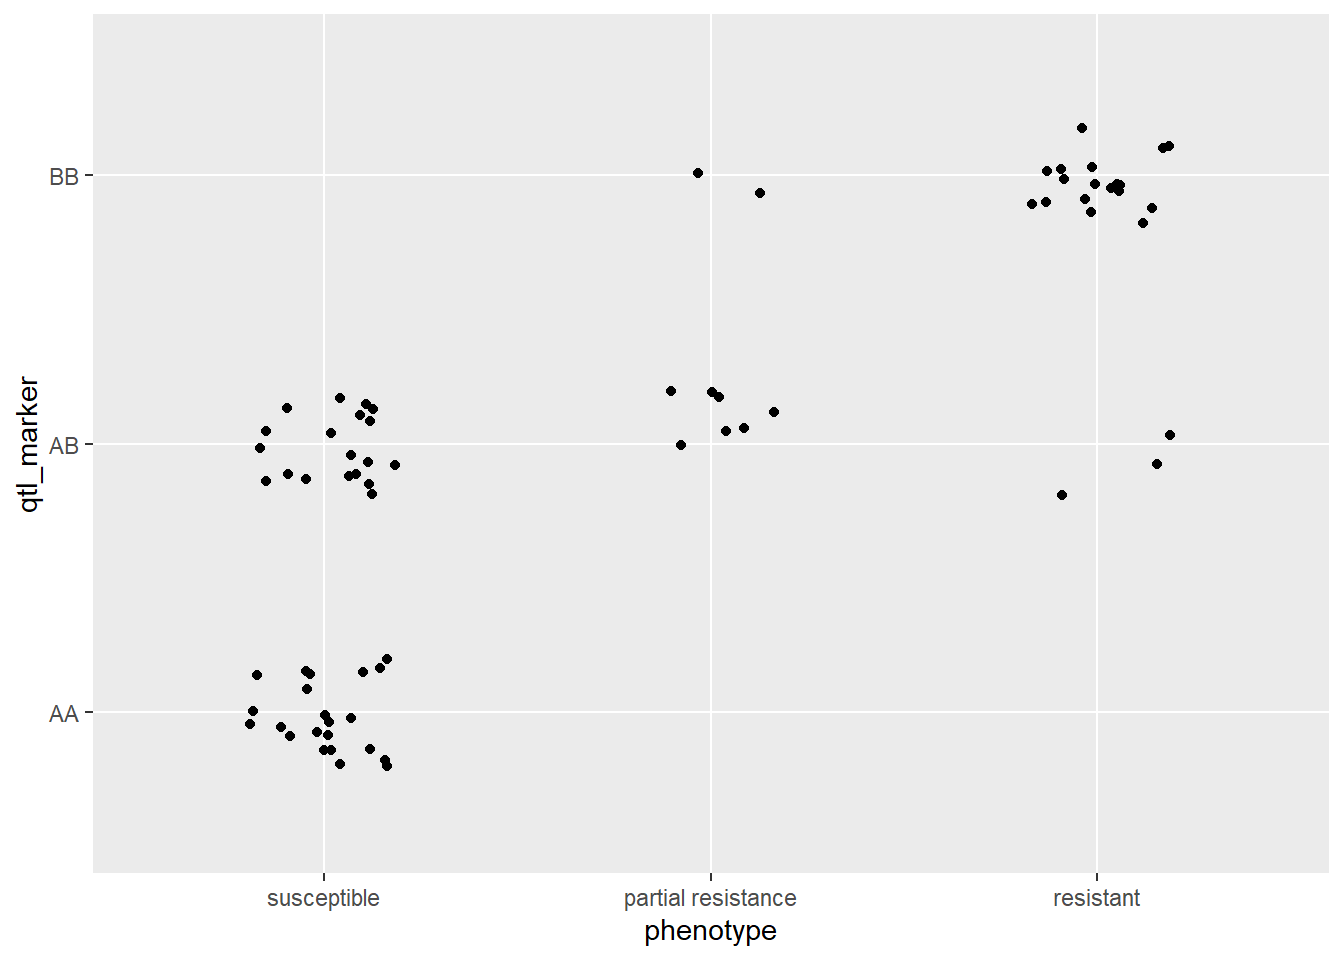 BB
AB
AA
qtl_marker
susceptible
partial resistance
resistant
phenotype